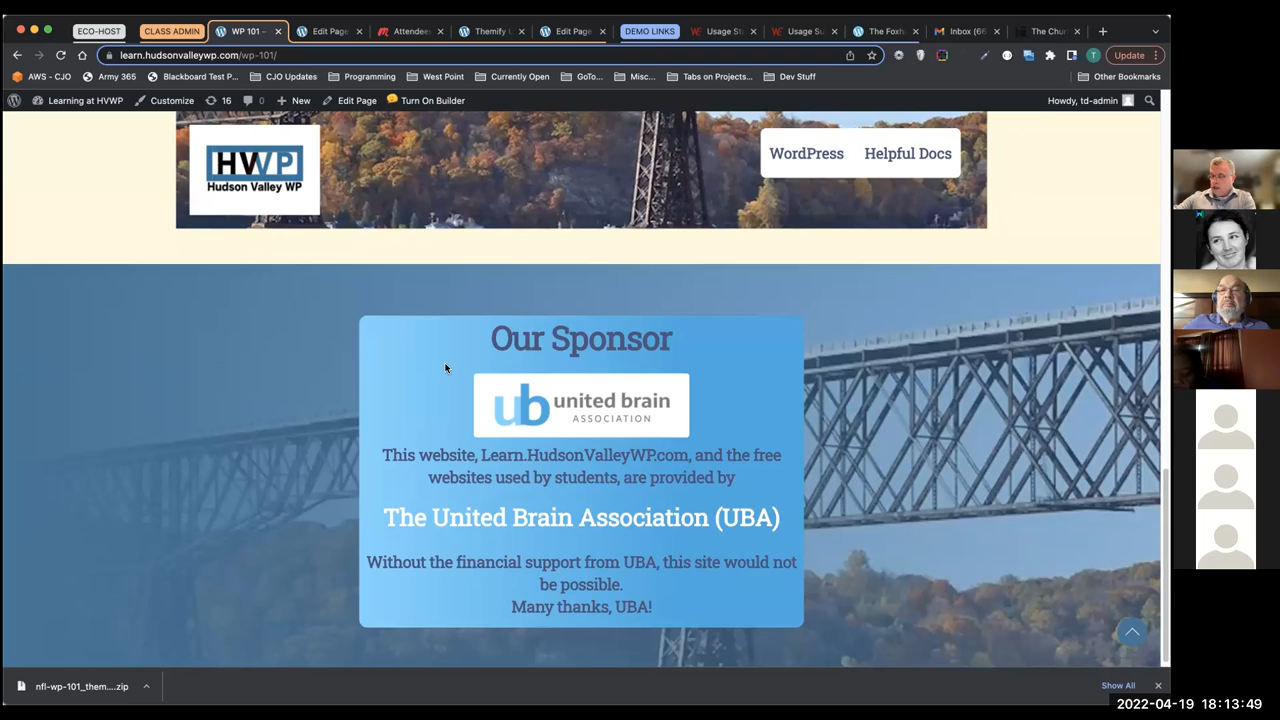 ECO-HOST
CLASS ADMIN
WP 101 –
Edit Page
Attendee
Themify U
Edit Page
DEMO LINKS
Usage St
Usage Su
The Foxh
Inbox (66
The Chur
learn.hudsonvalleywp.com/wp-101/
Update
AWS - CJO
Army 365
Blackboard Test P...
CJO Updates
Programming
West Point
Currently Open
GoTo...
Misc...
Tabs on Projects...
Dev Stuff
Other Bookmarks
Learning at HVWP
Customize
16
0
New
Edit Page
Turn On Builder
Howdy, td-admin
HWP
Hudson Valley WP
WordPress
Helpful Docs
Our Sponsor
ub united brain
ASSOCIATION
This website, Learn.HudsonValleyWP.com, and the free
websites used by students, are provided by
The United Brain Association (UBA)
Without the financial support from UBA, this site would not
be possible.
Many thanks, UBA!
nfl-wp-101_them....zip
Show All
2022-04-19 18:13:49